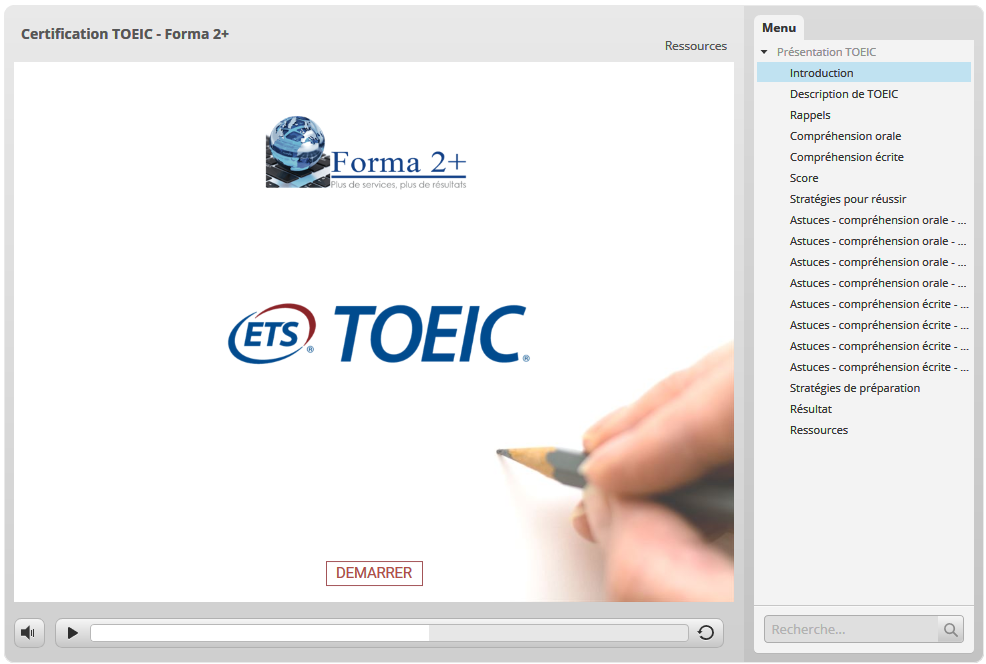 Certification TOEIC - Forma 2+
Ressources
Forma 2+
Plus de services, plus de résultats
ETS® TOEIC®
DEMARRER
Menu
Présentation TOEIC
Introduction
Description de TOEIC
Rappels
Compréhension orale
Compréhension écrite
Score
Stratégies pour réussir
Astuces - compréhension orale - ...
Astuces - compréhension orale - ...
Astuces - compréhension orale - ...
Astuces - compréhension orale - ...
Astuces - compréhension écrite - ...
Astuces - compréhension écrite - ...
Astuces - compréhension écrite - ...
Astuces - compréhension écrite - ...
Stratégies de préparation
Résultat
Ressources
Recherche...